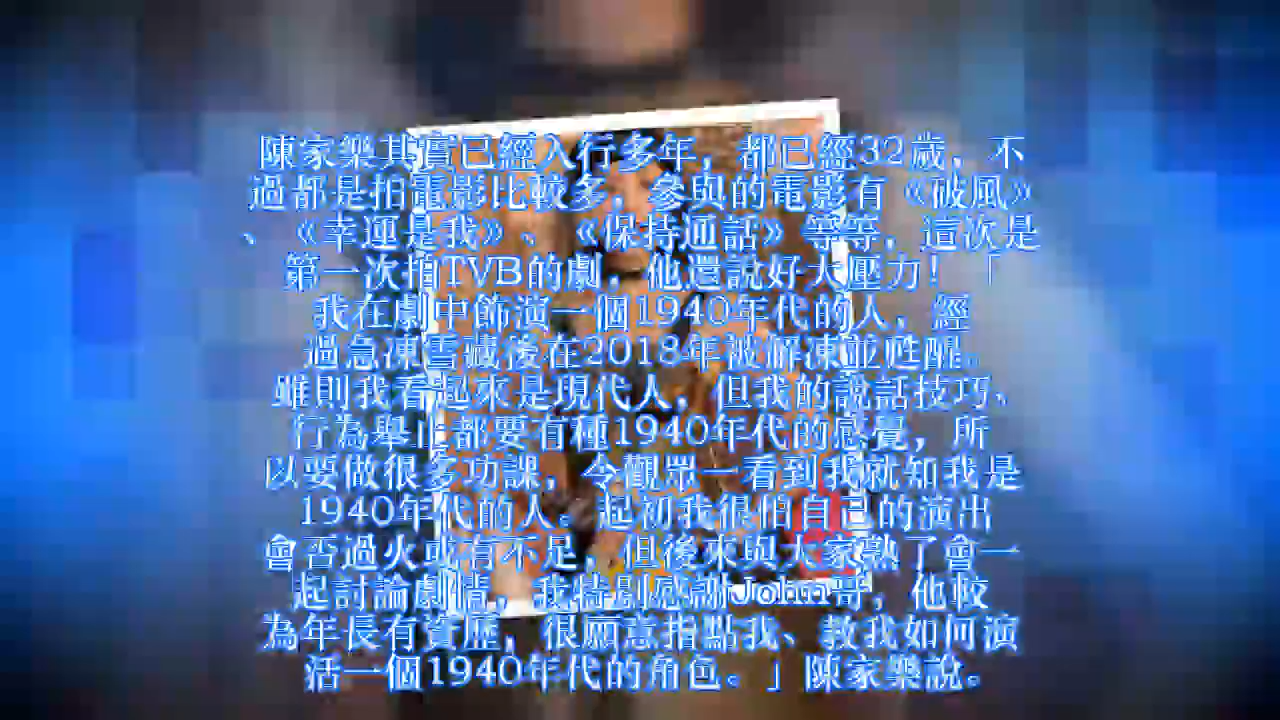 陳家樂其實已經入行多年，都已經32歲，不
過都是拍電影比較多，參與的電影有《破風》
、《幸運是我》、《保持通話》等等，這次是
第一次拍TVB的劇，他還說好大壓力！「
我在劇中飾演一個1940年代的人，經
過急凍雪藏後在2018年被解凍並甦醒。
雖則我看起來是現代人，但我的說話技巧、
行為舉止都要有種1940年代的感覺，所
以要做很多功課，令觀眾一看到我就知我是
1940年代的人。起初我很怕自己的演出
會否過火或有不足，但後來與大家熟了會一
起討論劇情，我特別感謝John哥，他較
為年長有資歷，很願意指點我、教我如何演
活一個1940年代的角色。」陳家樂說。